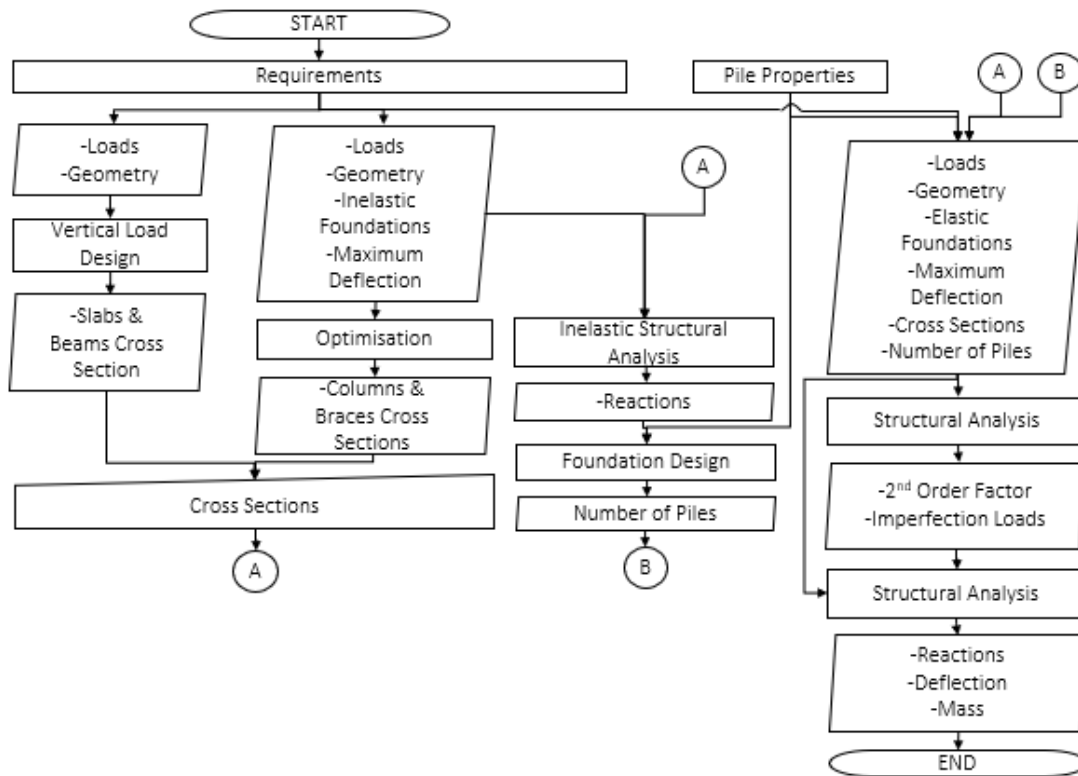 START
Requirements
Pile Properties
A
B
-Loads
-Geometry
Vertical Load
Design
-Slabs &
Beams Cross
Section
-Loads
-Geometry
-Inelastic
Foundations
-Maximum
Deflection
Optimisation
-Columns &
Braces Cross
Sections
Cross Sections
A
A
Inelastic Structural
Analysis
-Reactions
Foundation Design
Number of Piles
B
-Loads
-Geometry
-Elastic
Foundations
-Maximum
Deflection
-Cross Sections
-Number of Piles
Structural Analysis
-2nd Order Factor
-Imperfection Loads
Structural Analysis
-Reactions
-Deflection
-Mass
END